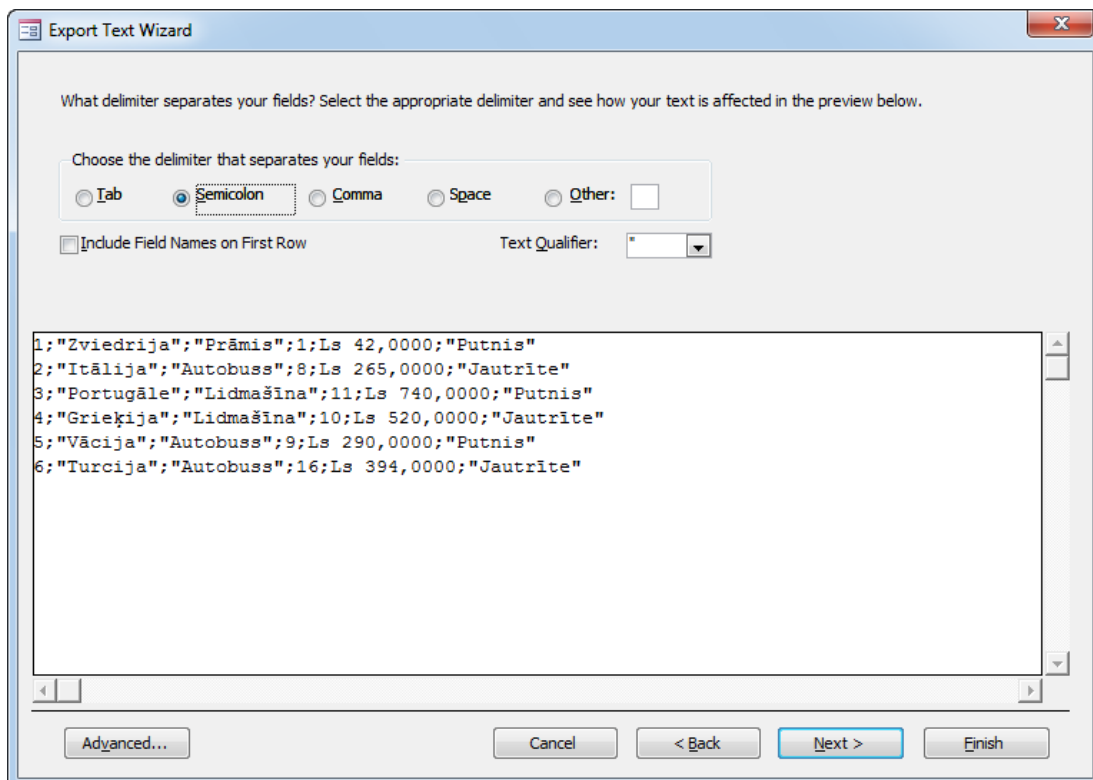 Export Text Wizard
What delimiter separates your fields? Select the appropriate delimiter and see how your text is affected in the preview below.
Choose the delimiter that separates your fields:
Tab Semicolon Comma Space Other:
Include Field Names on First Row Text Qualifier: "
1;"Zviedrija";"Prāmis";1;Ls 42,0000;"Putnis"
2;"Itālija";"Autobuss";8;Ls 265,0000;"Jautrīte"
3;"Portugāle";"Lidmašīna";11;Ls 740,0000;"Putnis"
4;"Grieķija";"Lidmašīna";10;Ls 520,0000;"Jautrīte"
5;"Vācija";"Autobuss";9;Ls 290,0000;"Putnis"
6;"Turcija";"Autobuss";16;Ls 394,0000;"Jautrīte"
Advanced... Cancel < Back Next > Finish